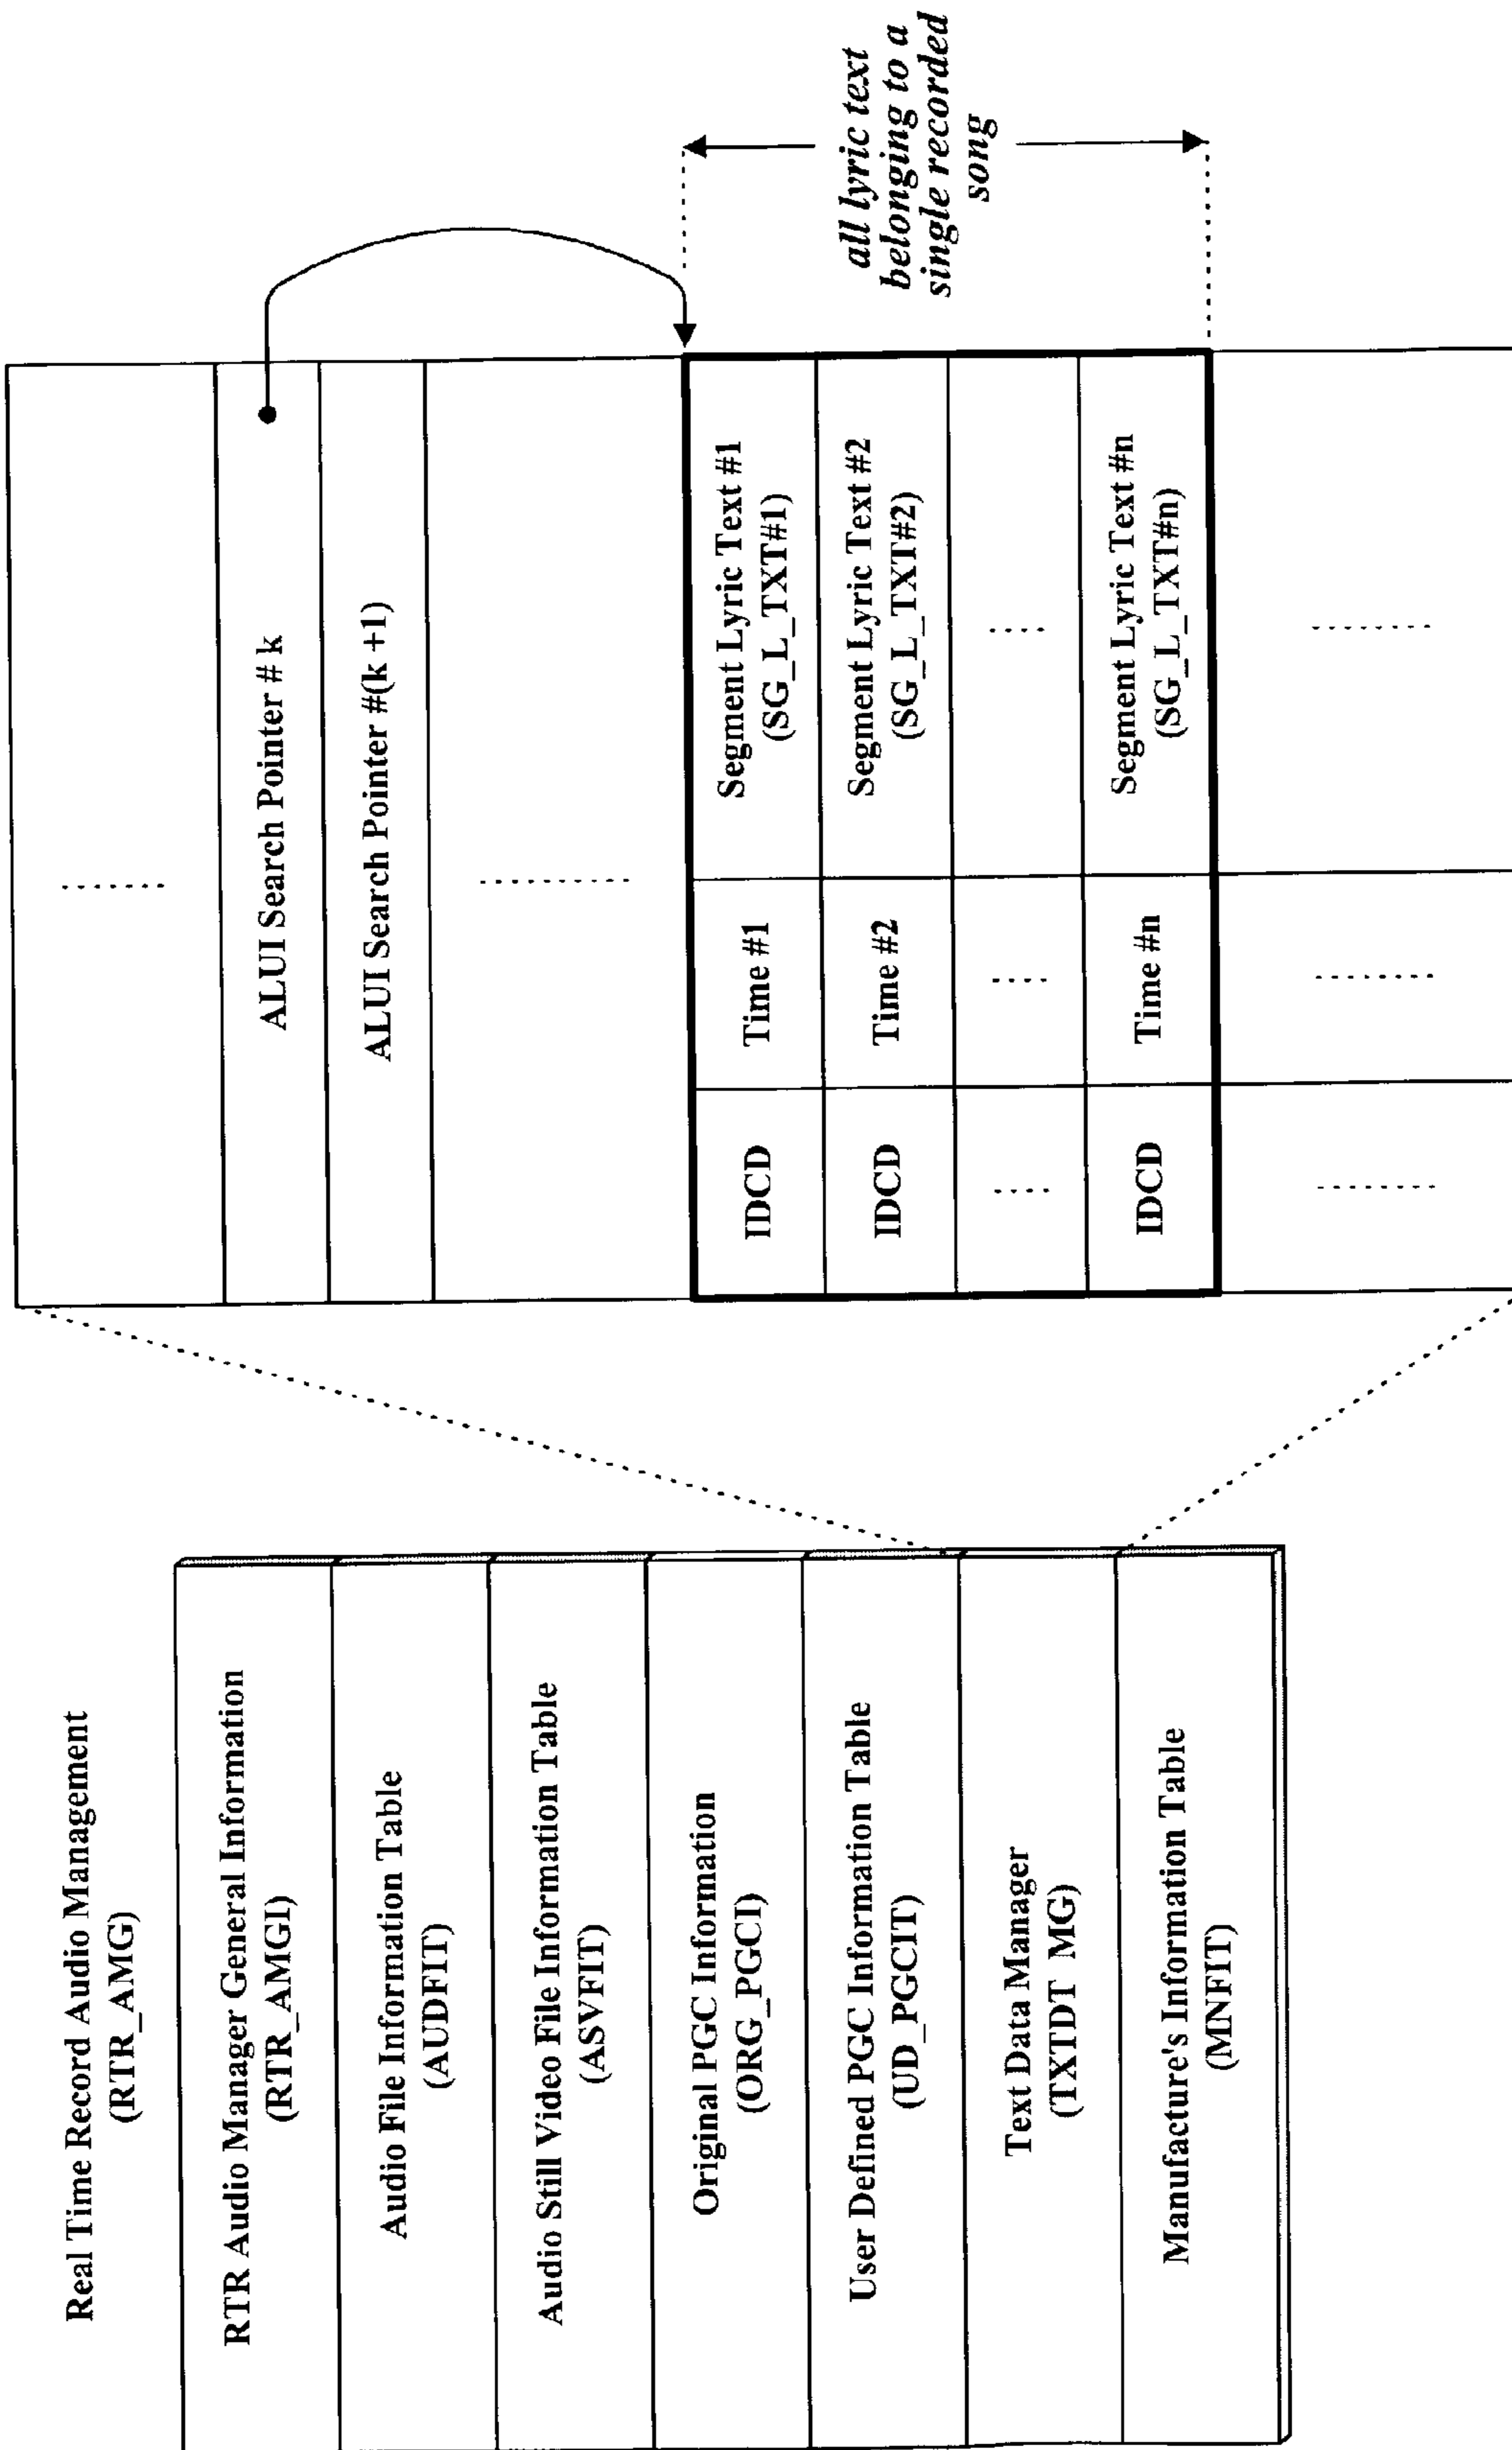 Real Time Record Audio Management
(RTR_AMG)
RTR Audio Manager General Information
(RTR_AMGI)
Audio File Information Table
(AUDFIT)
Audio Still Video File Information Table
(ASVFIT)
Original PGC Information
(ORG_PGCI)
User Defined PGC Information Table
(UD_PGCIT)
Text Data Manager
(TXTDT MG)
Manufacture's Information Table
(MNFIT)
ALUI Search Pointer # k
ALUI Search Pointer #(k +1)
IDCD
Time #1
Segment Lyric Text #1
(SG_L_TXT#1)
IDCD
Time #2
Segment Lyric Text #2
(SG_L_TXT#2)
IDCD
Time #n
Segment Lyric Text #n
(SG_L_TXT#n)
all lyric text
belonging to a
single recorded
song